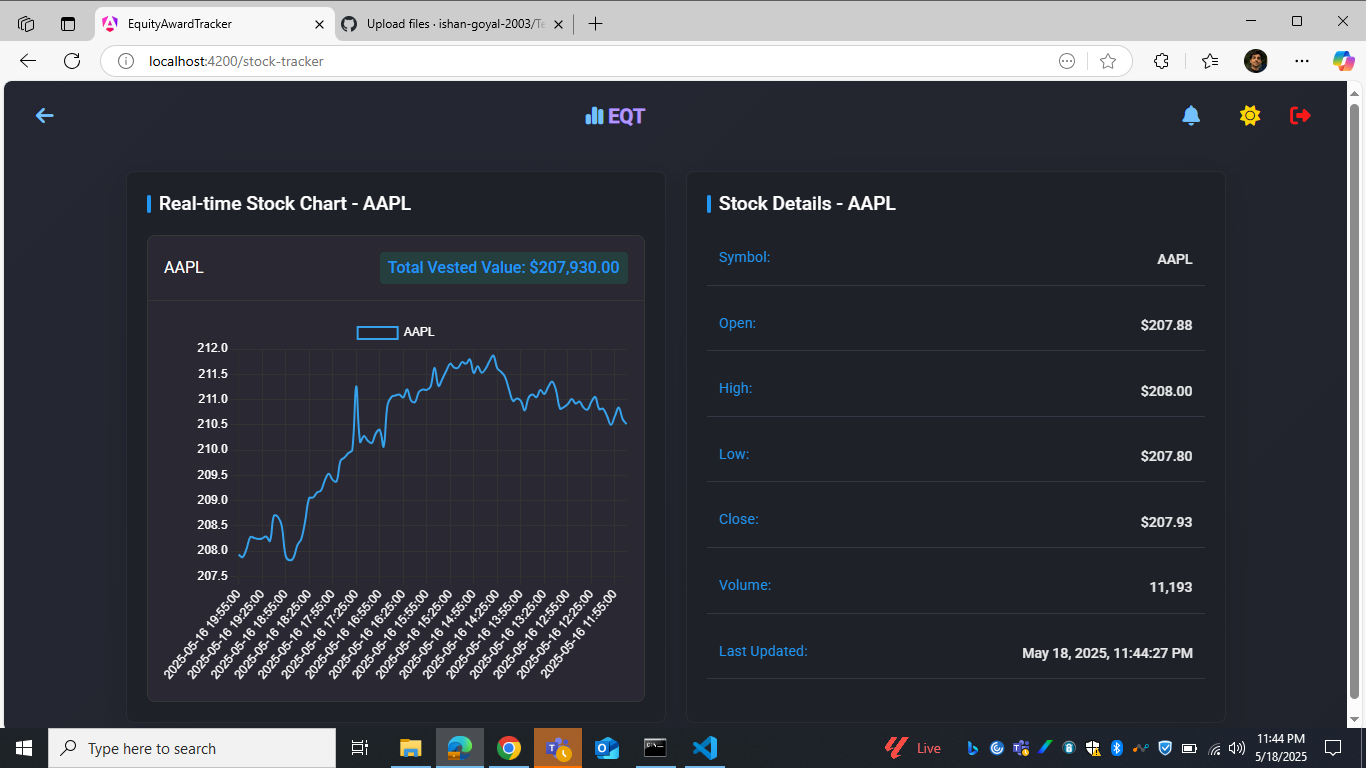 EquityAwardTracker
Upload files · ishan-goyal-2003/Te
localhost:4200/stock-tracker
EQT
Real-time Stock Chart - AAPL
AAPL
Total Vested Value: $207,930.00
AAPL
212.0
211.5
211.0
210.5
210.0
209.5
209.0
208.5
208.0
207.5
2025-05-16 19:55:00
2025-05-16 19:25:00
2025-05-16 18:55:00
2025-05-16 18:25:00
2025-05-16 17:55:00
2025-05-16 17:25:00
2025-05-16 16:55:00
2025-05-16 16:25:00
2025-05-16 15:55:00
2025-05-16 15:25:00
2025-05-16 14:55:00
2025-05-16 14:25:00
2025-05-16 13:55:00
2025-05-16 13:25:00
2025-05-16 12:55:00
2025-05-16 12:25:00
2025-05-16 11:55:00
Stock Details - AAPL
Symbol: AAPL
Open: $207.88
High: $208.00
Low: $207.80
Close: $207.93
Volume: 11,193
Last Updated: May 18, 2025, 11:44:27 PM
Type here to search
Live
11:44 PM
5/18/2025